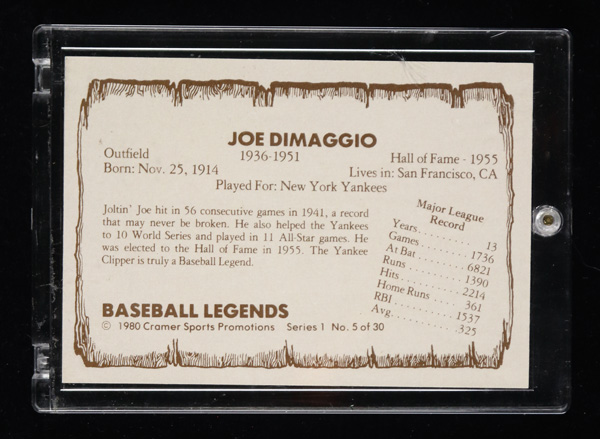 JOE DIMAGGIO
Outfield 1936-1951 Hall of Fame - 1955
Born: Nov. 25, 1914 Lives in: San Francisco, CA
Played For: New York Yankees
Joltin' Joe hit in 56 consecutive games in 1941, a record
that may never be broken. He also helped the Yankees
to 10 World Series and played in 11 All-Star games. He
was elected to the Hall of Fame in 1955. The Yankee
Clipper is truly a Baseball Legend.
Major League
Record
Years . . . . . . . . . 13
Games . . . . . . . . 1736
At Bat . . . . . . . . 6821
Runs . . . . . . . . . 1390
Hits . . . . . . . . . 2214
Home Runs . . . . 361
RBI . . . . . . . . . 1537
Avg. . . . . . . . . . .325
BASEBALL LEGENDS
© 1980 Cramer Sports Promotions Series 1 No. 5 of 30